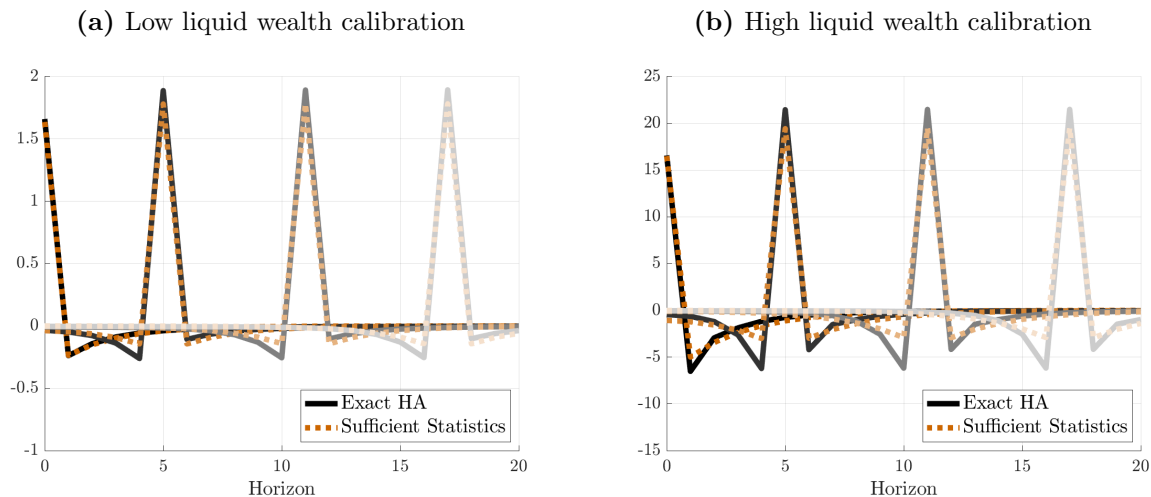 (a) Low liquid wealth calibration
2
1.5
1
0.5
0
-0.5
-1
0 5 10 15 20
Horizon
Exact HA
Sufficient Statistics
(b) High liquid wealth calibration
25
20
15
10
5
0
-5
-10
-15
0 5 10 15 20
Horizon
Exact HA
Sufficient Statistics